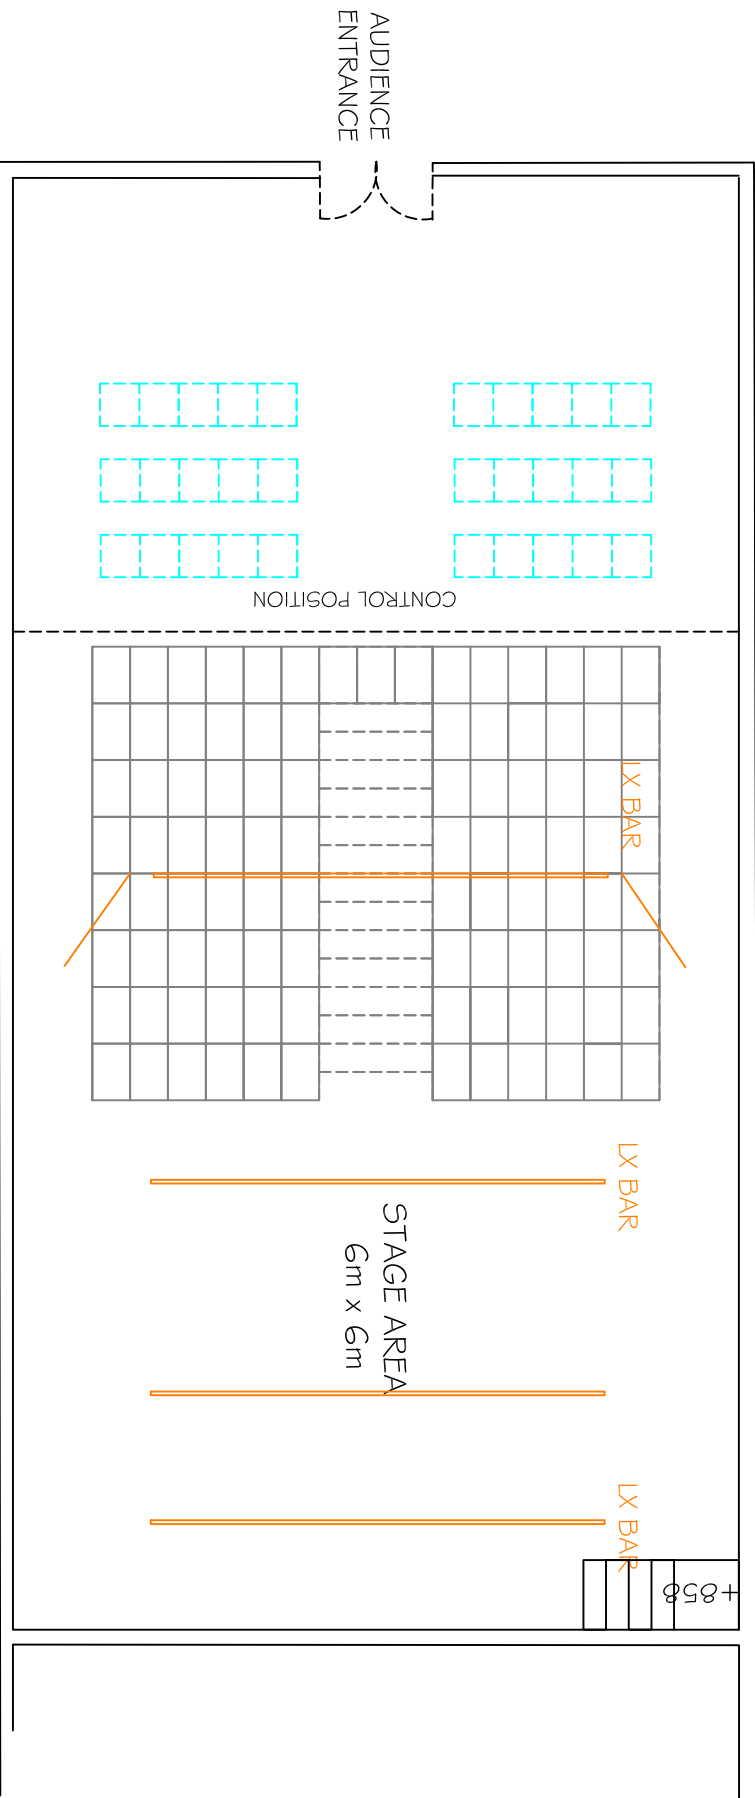 AUDIENCE
ENTRANCE
CONTROL POSITION
LX BAR
LX BAR
STAGE AREA
6m x 6m
LX BAR
+858